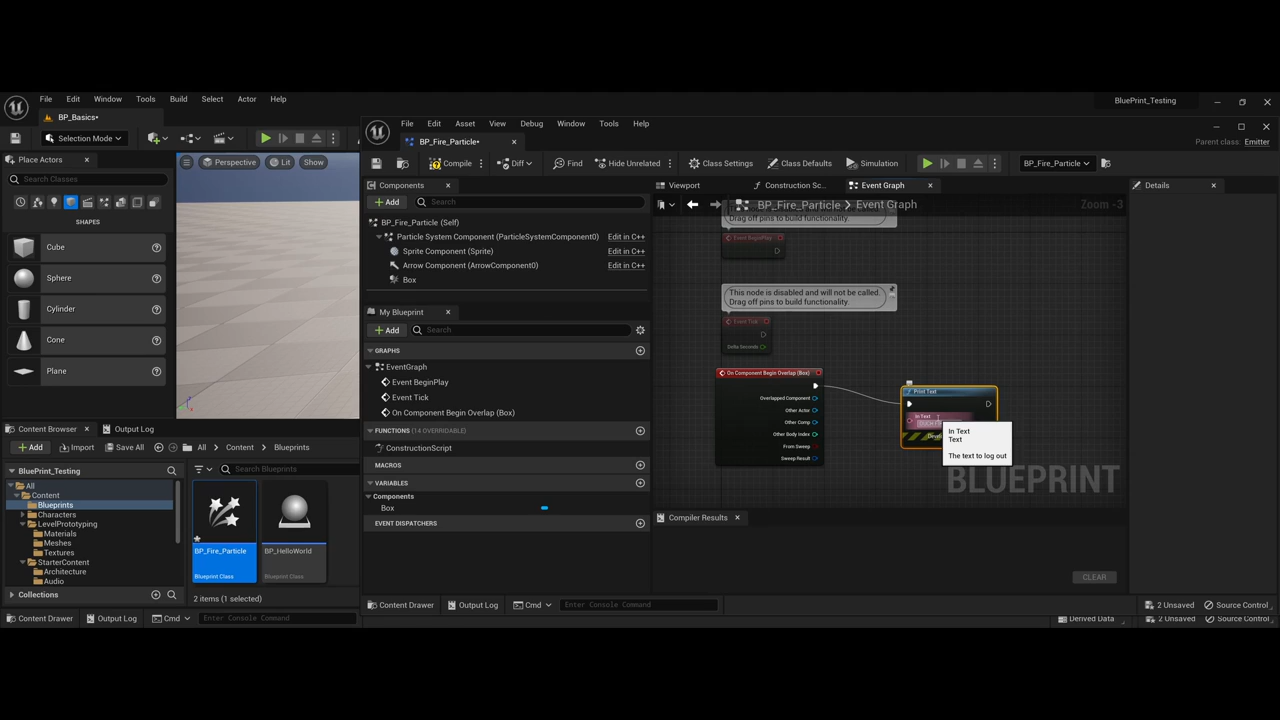 File Edit Window Tools Build Select Actor Help
BluePrint_Testing
BP_Basics*
Selection Mode
Place Actors
Search Classes
SHAPES
Cube
Sphere
Cylinder
Cone
Plane
Perspective Lit Show
File Edit Asset View Debug Window Tools Help
BP_Fire_Particle*
Parent class: Emitter
Compile Diff Find Hide Unrelated Class Settings Class Defaults Simulation BP_Fire_Particle
Components
Add Search
BP_Fire_Particle (Self)
Particle System Component (ParticleSystemComponent0) Edit in C++
Sprite Component (Sprite) Edit in C++
Arrow Component (ArrowComponent0) Edit in C++
Box
My Blueprint
Add Search
GRAPHS
EventGraph
Event BeginPlay
Event Tick
On Component Begin Overlap (Box)
FUNCTIONS (14 OVERRIDABLE)
ConstructionScript
MACROS
VARIABLES
Components
Box
EVENT DISPATCHERS
Viewport Construction Sc... Event Graph
BP_Fire_Particle > Event Graph Zoom -3
Drag off pins to build functionality.
Event BeginPlay
This node is disabled and will not be called.
Drag off pins to build functionality.
Event Tick
Delta Seconds
On Component Begin Overlap (Box)
Overlapped Component
Other Actor
Other Comp
Other Body Index
From Sweep
Sweep Result
Print Text
In Text
In Text
Text
The text to log out
BLUEPRINT
Compiler Results
CLEAR
Details
Content Drawer Output Log Cmd Enter Console Command
2 Unsaved Source Control
Content Browser Output Log
Add Import Save All All Content Blueprints
BluePrint_Testing
Search Blueprints
All
Content
Blueprints
Characters
LevelPrototyping
Materials
Meshes
Textures
StarterContent
Architecture
Audio
Collections
BP_Fire_Particle
Blueprint Class
BP_HelloWorld
Blueprint Class
2 items (1 selected)
Content Drawer Output Log Cmd Enter Console Command
Derived Data 2 Unsaved Source Control